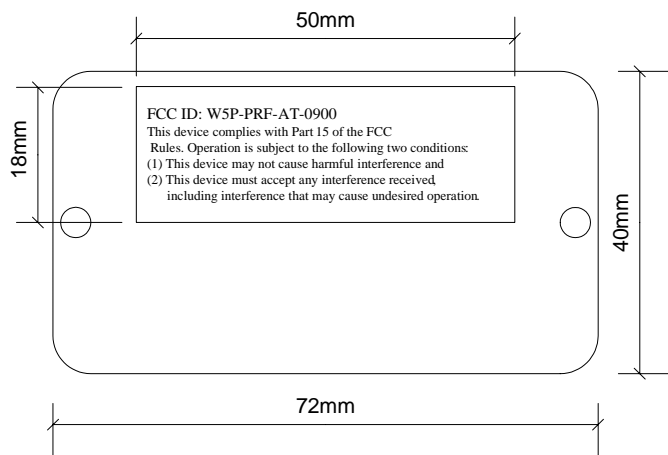 50mm
18mm
FCC ID: W5P-PRF-AT-0900
This device complies with Part 15 of the FCC
Rules. Operation is subject to the following two conditions:
(1) This device may not cause harmful interference and
(2) This device must accept any interference received,
including interference that may cause undesired operation.
40mm
72mm